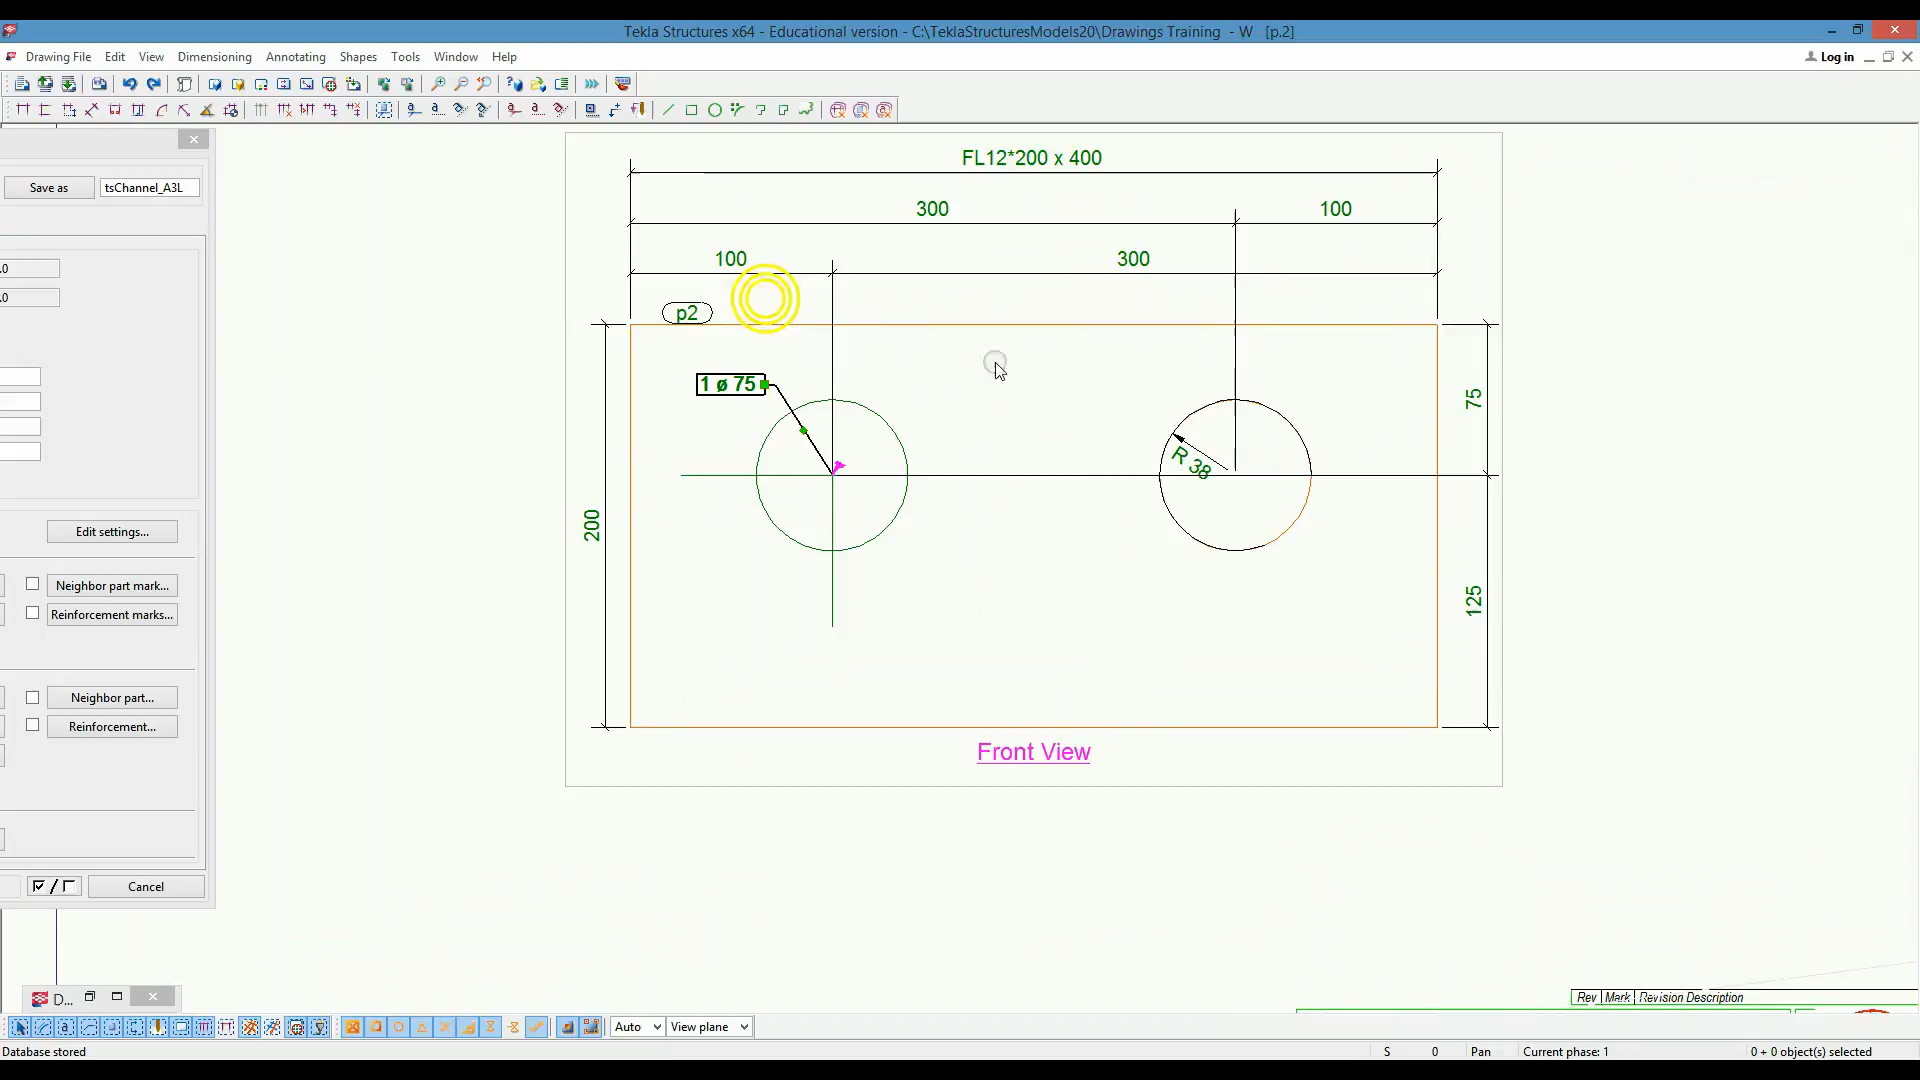 Tekla Structures x64 - Educational version - C:\TeklaStructuresModels20\Drawings Training - W [p.2]
Drawing File Edit View Dimensioning Annotating Shapes Tools Window Help
Log in
Save as tsChannel_A3L
.0
.0
Edit settings...
Neighbor part mark...
Reinforcement marks...
Neighbor part...
Reinforcement...
Cancel
FL12*200 x 400
300 100
100 300
p2
1 ø 75
75
R 38
200
125
Front View
Rev Mark Revision Description
D...
Auto View plane
Database stored S 0 Pan Current phase: 1 0 + 0 object(s) selected